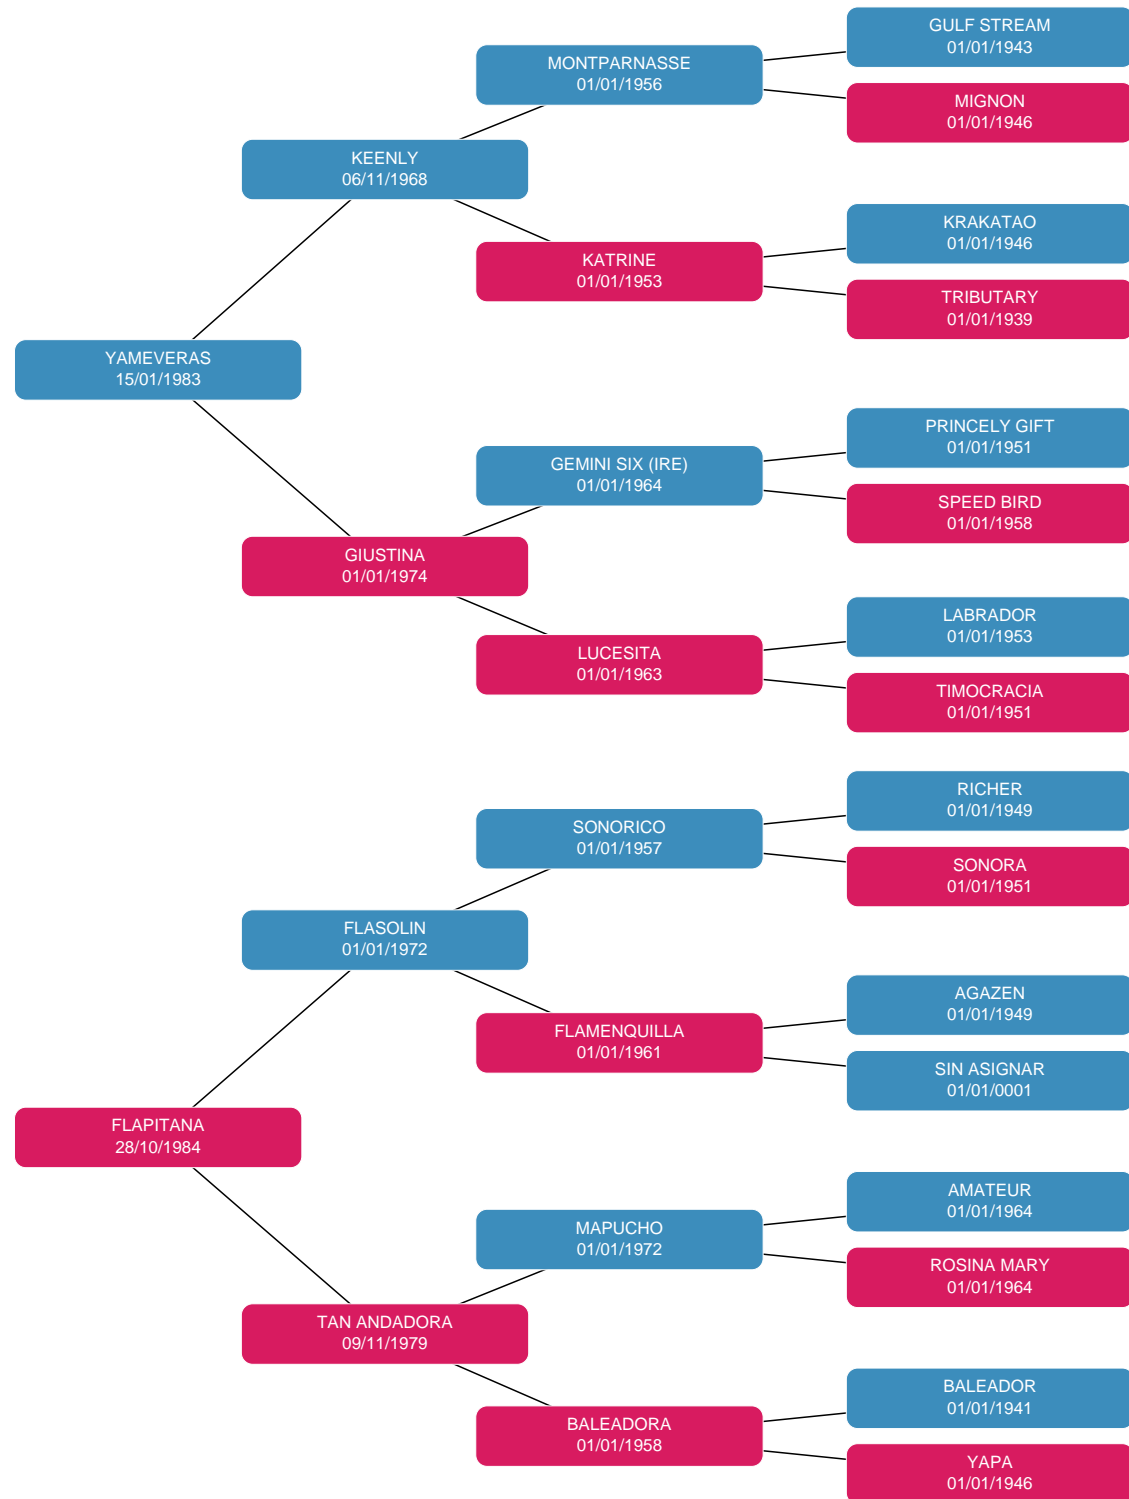 GULF STREAM
01/01/1943
MONTPARNASSE
01/01/1956
MIGNON
01/01/1946
KEENLY
06/11/1968
KRAKATAO
01/01/1946
KATRINE
01/01/1953
TRIBUTARY
01/01/1939
YAMEVERAS
15/01/1983
PRINCELY GIFT
01/01/1951
GEMINI SIX (IRE)
01/01/1964
SPEED BIRD
01/01/1958
GIUSTINA
01/01/1974
LABRADOR
01/01/1953
LUCESITA
01/01/1963
TIMOCRACIA
01/01/1951
RICHER
01/01/1949
SONORICO
01/01/1957
SONORA
01/01/1951
FLASOLIN
01/01/1972
AGAZEN
01/01/1949
FLAMENQUILLA
01/01/1961
SIN ASIGNAR
01/01/0001
FLAPITANA
28/10/1984
AMATEUR
01/01/1964
MAPUCHO
01/01/1972
ROSINA MARY
01/01/1964
TAN ANDADORA
09/11/1979
BALEADOR
01/01/1941
BALEADORA
01/01/1958
YAPA
01/01/1946